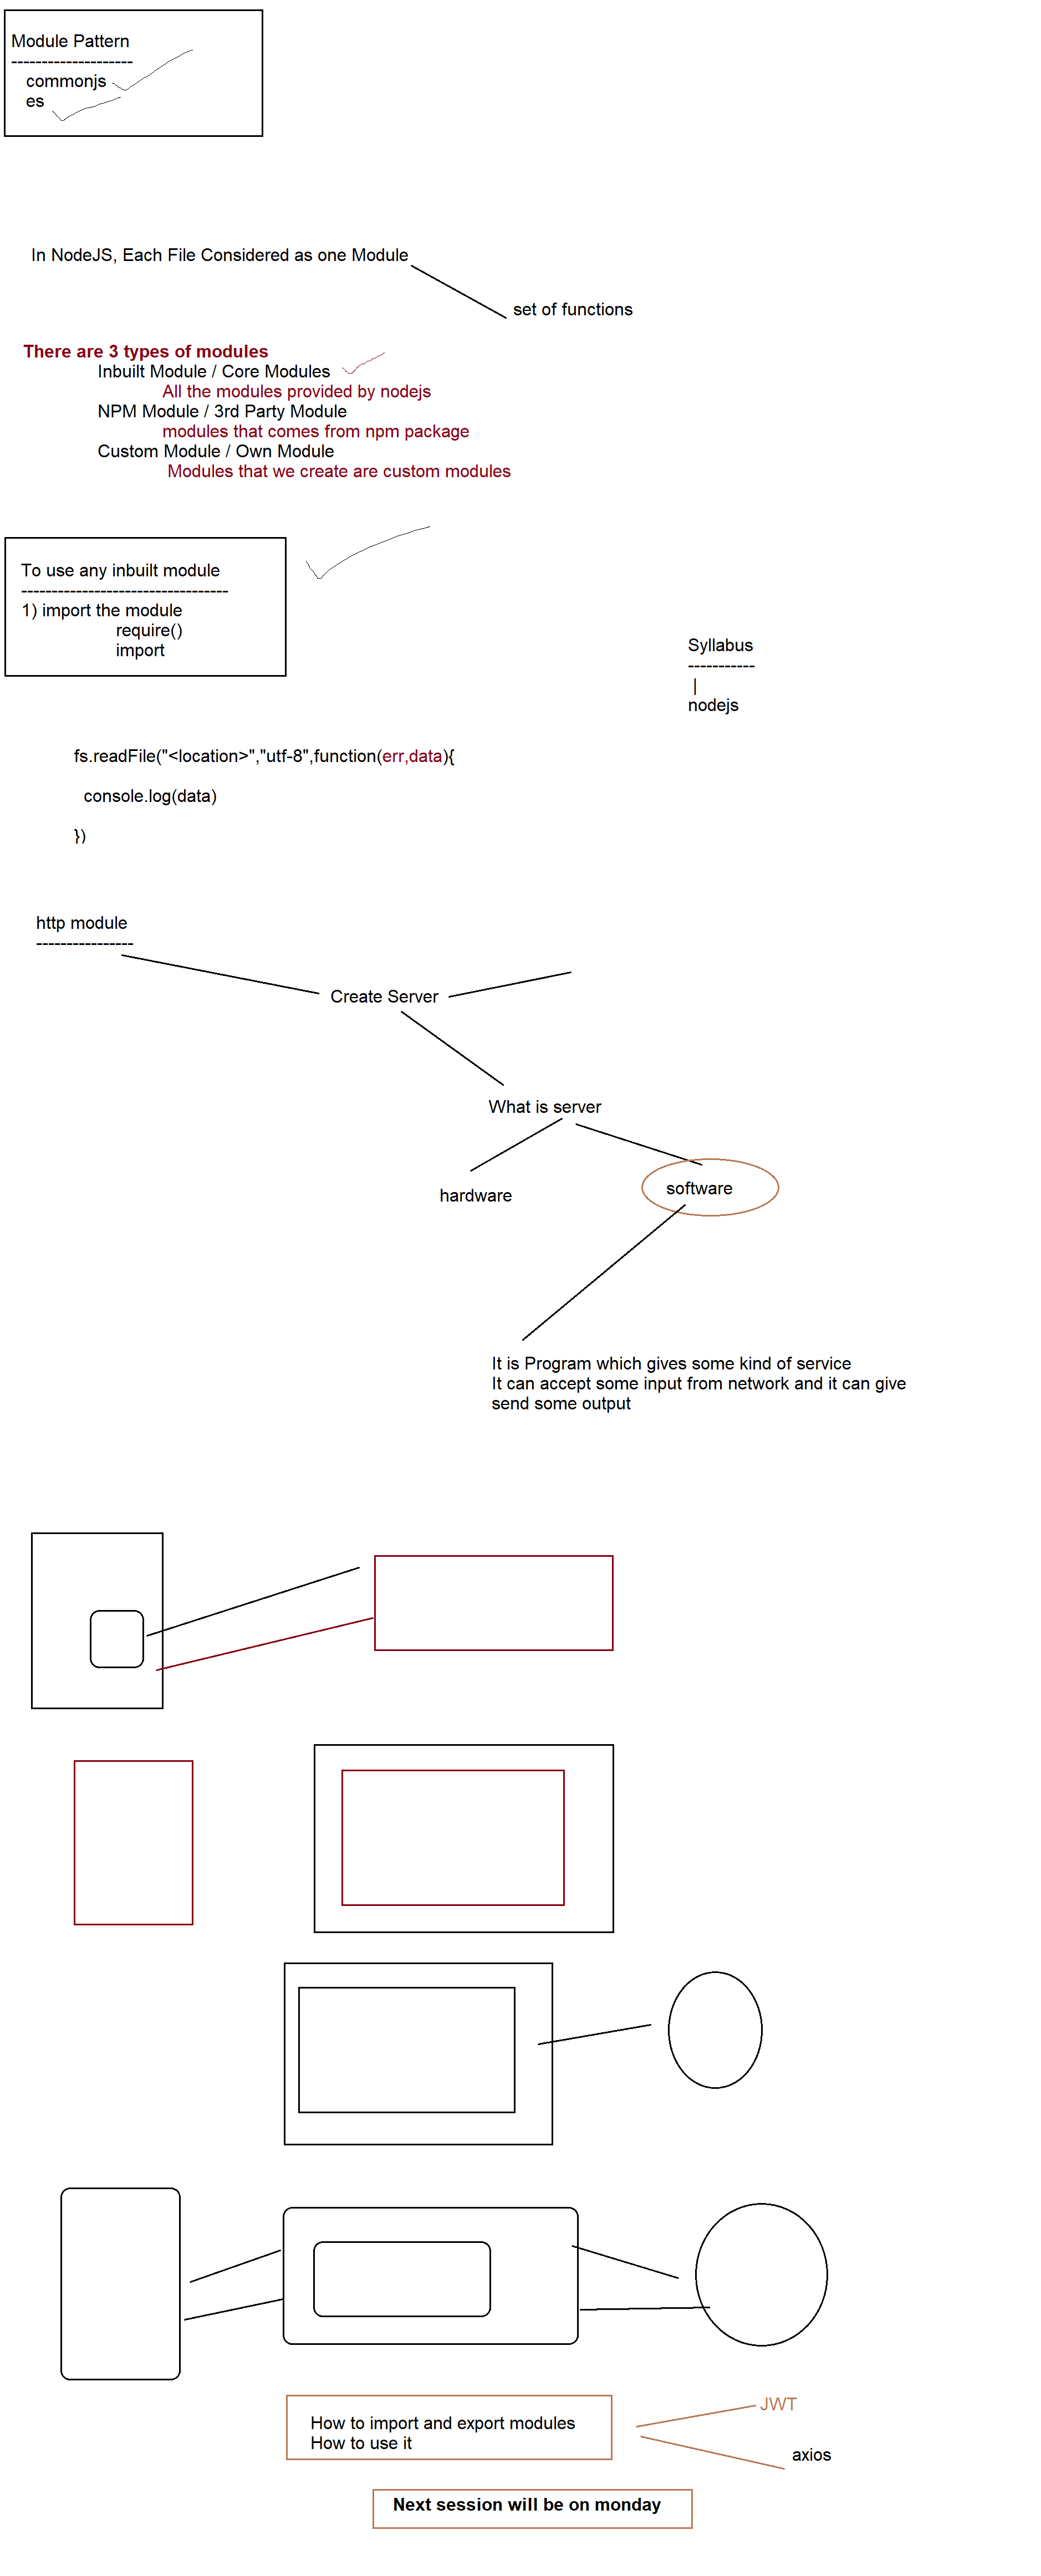 Module Pattern
--------------------
commonjs
es
In NodeJS, Each File Considered as one Module
set of functions
There are 3 types of modules
Inbuilt Module / Core Modules
All the modules provided by nodejs
NPM Module / 3rd Party Module
modules that comes from npm package
Custom Module / Own Module
Modules that we create are custom modules
To use any inbuilt module
----------------------------------
1) import the module
require()
import
Syllabus
-----------
|
nodejs
fs.readFile("<location>","utf-8",function(err,data){
console.log(data)
})
http module
----------------
Create Server
What is server
hardware
software
It is Program which gives some kind of service
It can accept some input from network and it can give
send some output
JWT
How to import and export modules
How to use it
axios
Next session will be on monday